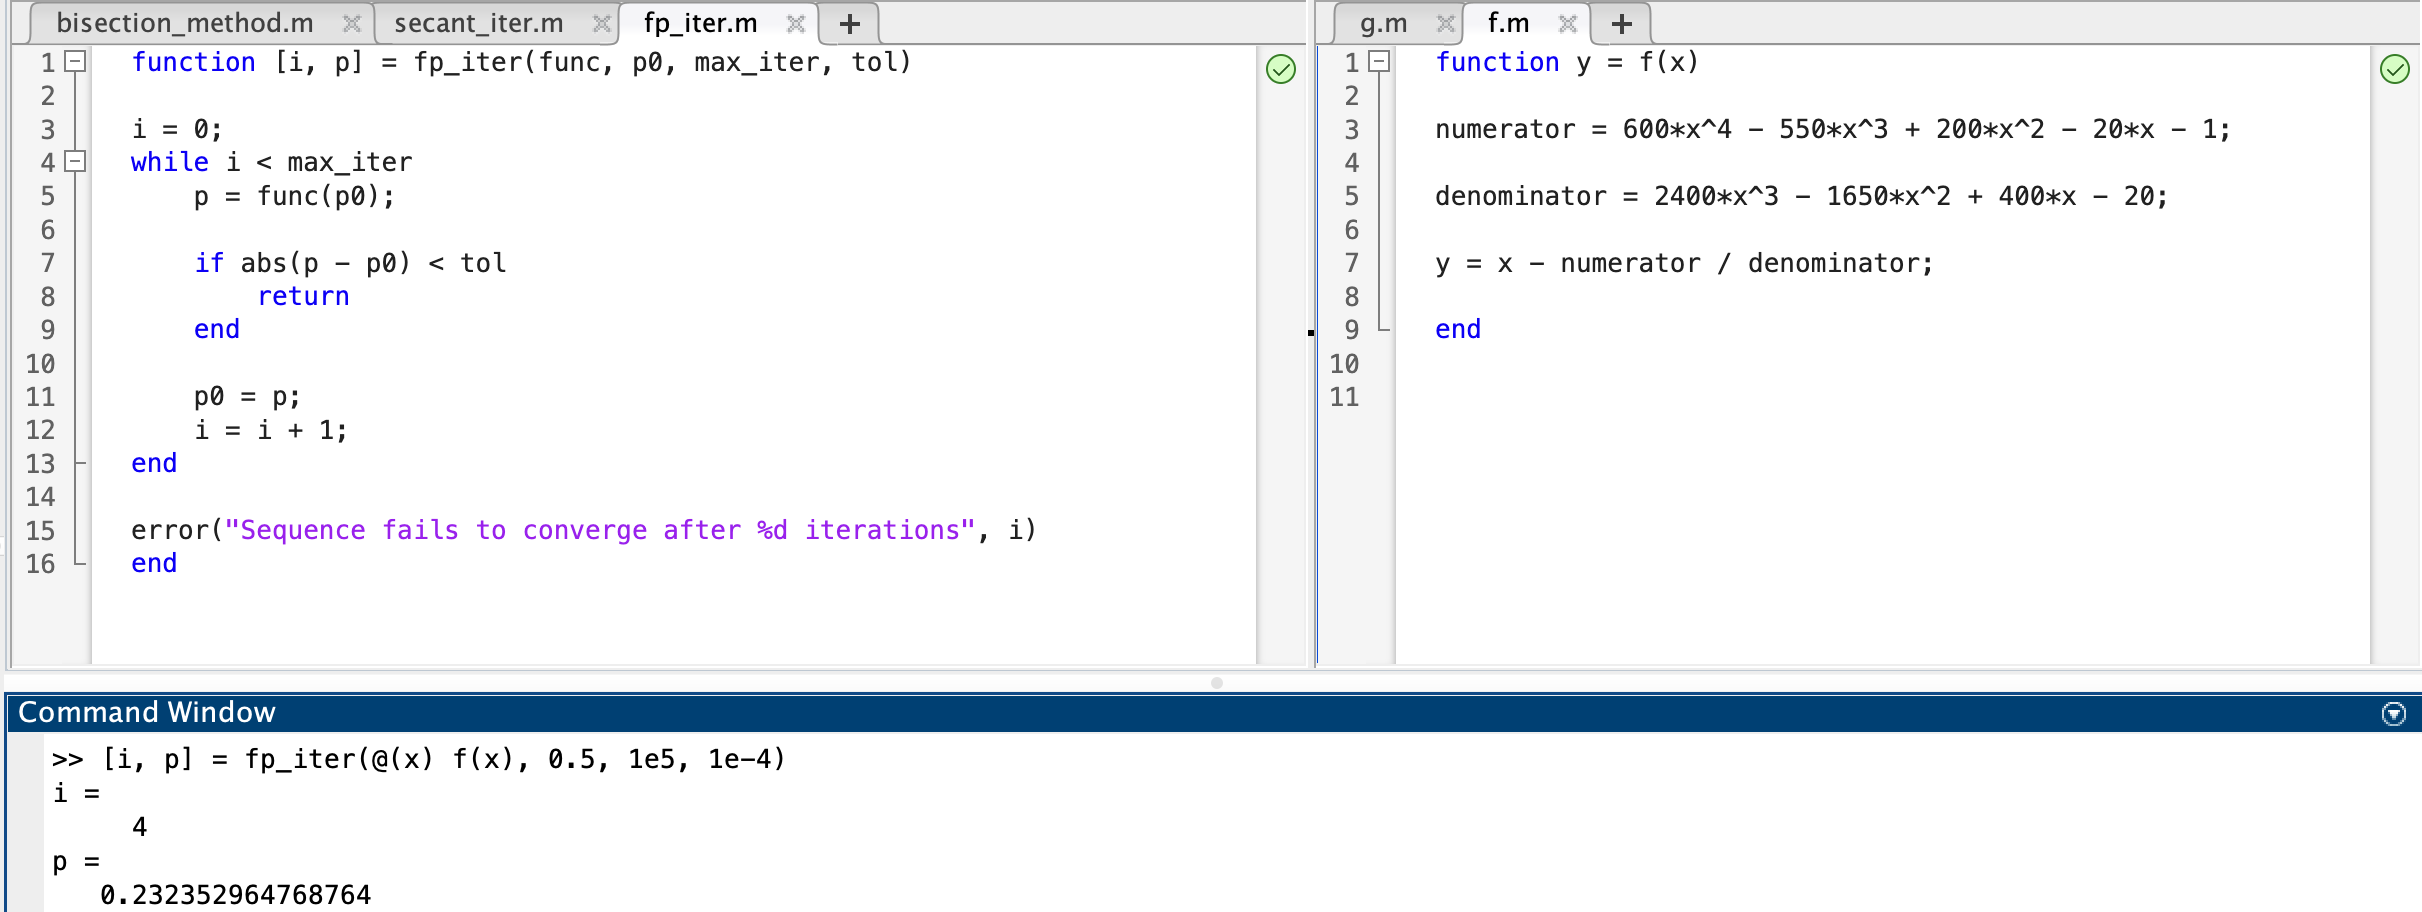 bisection_method.m secant_iter.m fp_iter.m +
1 function [i, p] = fp_iter(func, p0, max_iter, tol)
2
3 i = 0;
4 while i < max_iter
5 p = func(p0);
6
7 if abs(p - p0) < tol
8 return
9 end
10
11 p0 = p;
12 i = i + 1;
13 end
14
15 error("Sequence fails to converge after %d iterations", i)
16 end
g.m f.m +
1 function y = f(x)
2
3 numerator = 600*x^4 - 550*x^3 + 200*x^2 - 20*x - 1;
4
5 denominator = 2400*x^3 - 1650*x^2 + 400*x - 20;
6
7 y = x - numerator / denominator;
8
9 end
10
11
Command Window
>> [i, p] = fp_iter(@(x) f(x), 0.5, 1e5, 1e-4)
i =
4
p =
0.232352964768764